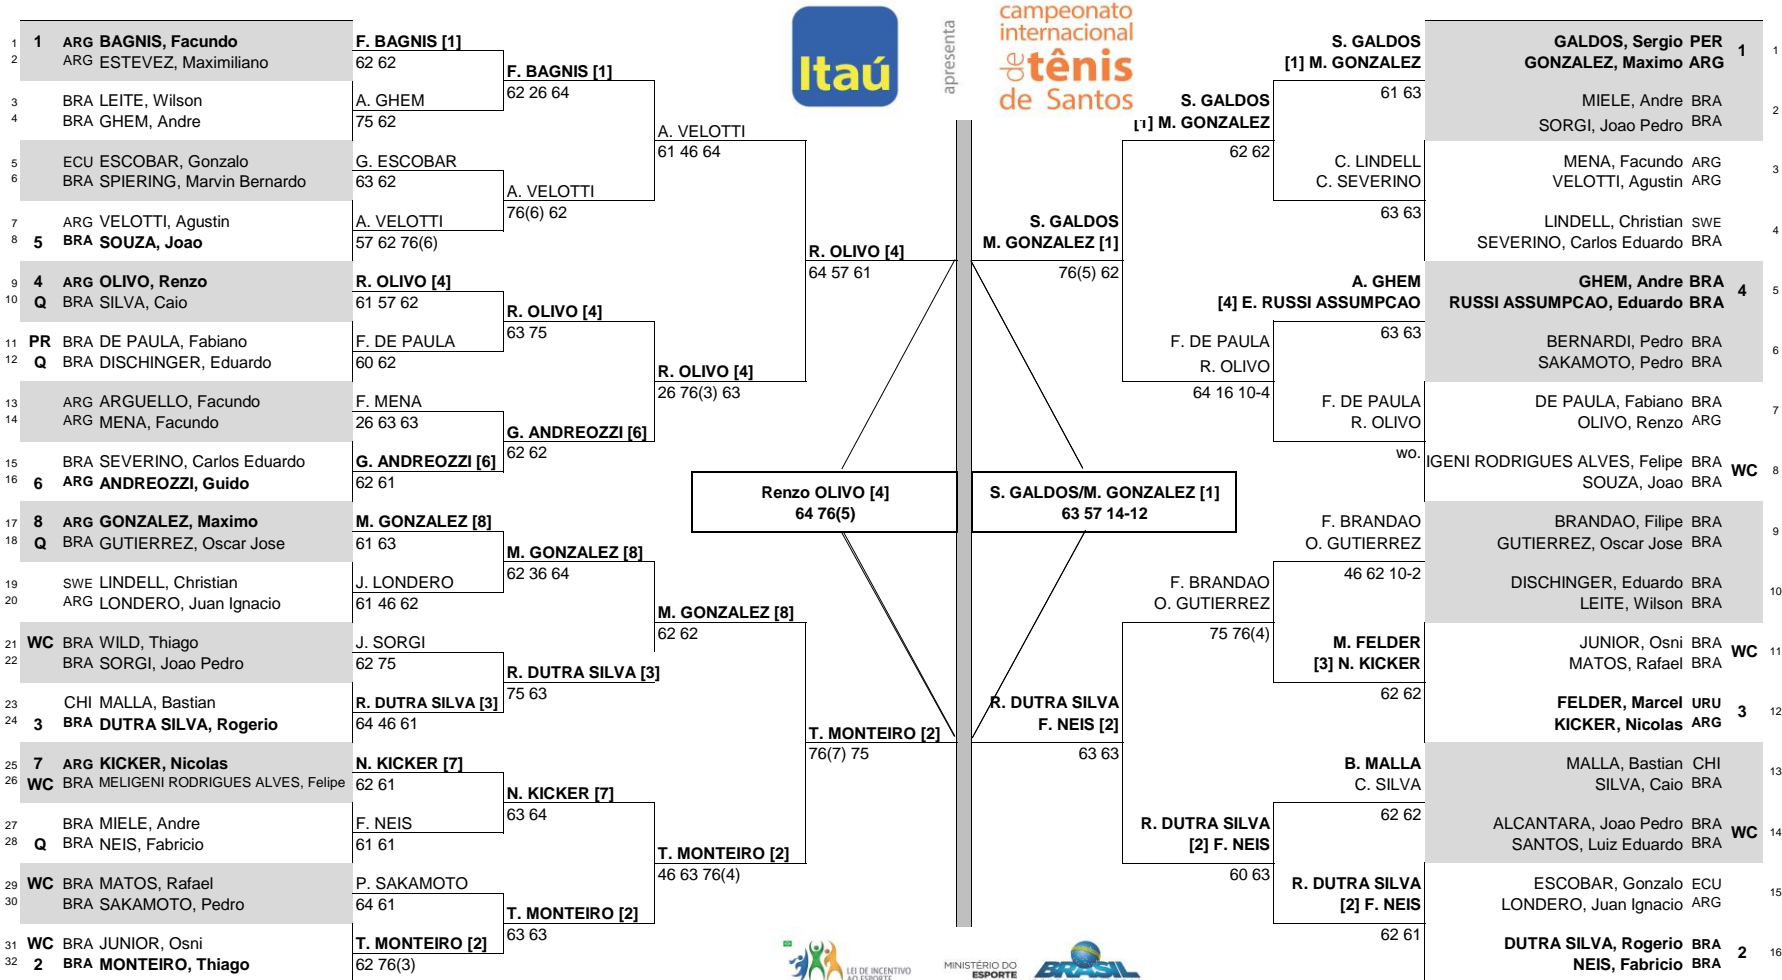 Itaú
apresenta
campeonato
internacional
de tênis
de Santos
1 1 ARG BAGNIS, Facundo
2 ARG ESTEVEZ, Maximiliano
3 BRA LEITE, Wilson
4 BRA GHEM, Andre
5 ECU ESCOBAR, Gonzalo
6 BRA SPIERING, Marvin Bernardo
7 ARG VELOTTI, Agustin
8 5 BRA SOUZA, Joao
9 4 ARG OLIVO, Renzo
10 Q BRA SILVA, Caio
11 PR BRA DE PAULA, Fabiano
12 Q BRA DISCHINGER, Eduardo
13 ARG ARGUELLO, Facundo
14 ARG MENA, Facundo
15 BRA SEVERINO, Carlos Eduardo
16 6 ARG ANDREOZZI, Guido
17 8 ARG GONZALEZ, Maximo
18 Q BRA GUTIERREZ, Oscar Jose
19 SWE LINDELL, Christian
20 ARG LONDERO, Juan Ignacio
21 WC BRA WILD, Thiago
22 BRA SORGI, Joao Pedro
23 CHI MALLA, Bastian
24 3 BRA DUTRA SILVA, Rogerio
25 7 ARG KICKER, Nicolas
26 WC BRA MELIGENI RODRIGUES ALVES, Felipe
27 BRA MIELE, Andre
28 Q BRA NEIS, Fabricio
29 WC BRA MATOS, Rafael
30 BRA SAKAMOTO, Pedro
31 WC BRA JUNIOR, Osni
32 2 BRA MONTEIRO, Thiago
F. BAGNIS [1]
62 62
A. GHEM
75 62
G. ESCOBAR
63 62
A. VELOTTI
57 62 76(6)
R. OLIVO [4]
61 57 62
F. DE PAULA
60 62
F. MENA
26 63 63
G. ANDREOZZI [6]
62 61
M. GONZALEZ [8]
61 63
J. LONDERO
61 46 62
J. SORGI
62 75
R. DUTRA SILVA [3]
64 46 61
N. KICKER [7]
62 61
F. NEIS
61 61
P. SAKAMOTO
64 61
T. MONTEIRO [2]
62 76(3)
F. BAGNIS [1]
62 26 64
A. VELOTTI
76(6) 62
R. OLIVO [4]
63 75
G. ANDREOZZI [6]
62 62
M. GONZALEZ [8]
62 36 64
R. DUTRA SILVA [3]
75 63
N. KICKER [7]
63 64
T. MONTEIRO [2]
63 63
A. VELOTTI
61 46 64
R. OLIVO [4]
26 76(3) 63
M. GONZALEZ [8]
62 62
T. MONTEIRO [2]
46 63 76(4)
R. OLIVO [4]
64 57 61
T. MONTEIRO [2]
76(7) 75
Renzo OLIVO [4]
64 76(5)
S. GALDOS/M. GONZALEZ [1]
63 57 14-12
S. GALDOS
M. GONZALEZ [1]
76(5) 62
R. DUTRA SILVA
F. NEIS [2]
63 63
S. GALDOS
[1] M. GONZALEZ
62 62
F. DE PAULA
R. OLIVO
64 16 10-4
F. BRANDAO
O. GUTIERREZ
75 76(4)
R. DUTRA SILVA
[2] F. NEIS
60 63
S. GALDOS
[1] M. GONZALEZ
61 63
C. LINDELL
C. SEVERINO
63 63
A. GHEM
[4] E. RUSSI ASSUMPCAO
63 63
F. DE PAULA
R. OLIVO
wo.
F. BRANDAO
O. GUTIERREZ
46 62 10-2
M. FELDER
[3] N. KICKER
62 62
B. MALLA
C. SILVA
62 62
R. DUTRA SILVA
[2] F. NEIS
62 61
GALDOS, Sergio PER
GONZALEZ, Maximo ARG 1 1
MIELE, Andre BRA
SORGI, Joao Pedro BRA 2
MENA, Facundo ARG
VELOTTI, Agustin ARG 3
LINDELL, Christian SWE
SEVERINO, Carlos Eduardo BRA 4
GHEM, Andre BRA
RUSSI ASSUMPCAO, Eduardo BRA 4 5
BERNARDI, Pedro BRA
SAKAMOTO, Pedro BRA 6
DE PAULA, Fabiano BRA
OLIVO, Renzo ARG 7
IGENI RODRIGUES ALVES, Felipe BRA
SOUZA, Joao BRA WC 8
BRANDAO, Filipe BRA
GUTIERREZ, Oscar Jose BRA 9
DISCHINGER, Eduardo BRA
LEITE, Wilson BRA 10
JUNIOR, Osni BRA
MATOS, Rafael BRA WC 11
FELDER, Marcel URU
KICKER, Nicolas ARG 3 12
MALLA, Bastian CHI
SILVA, Caio BRA 13
ALCANTARA, Joao Pedro BRA
SANTOS, Luiz Eduardo BRA WC 14
ESCOBAR, Gonzalo ECU
LONDERO, Juan Ignacio ARG 15
DUTRA SILVA, Rogerio BRA
NEIS, Fabricio BRA 2 16
LEI DE INCENTIVO
AO ESPORTE
MINISTÉRIO DO
ESPORTE
BRASIL